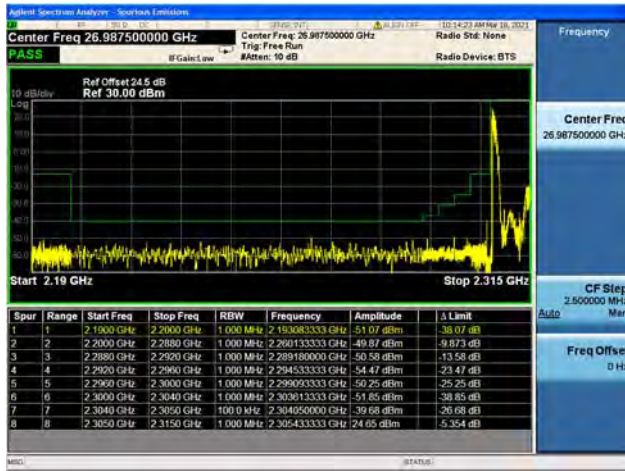 Agilent Spectrum Analyzer - Spurious Emissions
10:14:23 AM Mar 16, 2021
Center Freq 26.987500000 GHz
Center Freq: 26.987500000 GHz
Radio Std: None
Trig: Free Run
PASS
IFGain:Low
#Atten: 10 dB
Radio Device: BTS
Ref Offset 24.5 dB
10 dB/div
Ref 30.00 dBm
Log
Start 2.19 GHz
Stop 2.315 GHz
Spur Range Start Freq Stop Freq RBW Frequency Amplitude Δ Limit
1 1 2.1900 GHz 2.2000 GHz 1.000 MHz 2.193083333 GHz -51.07 dBm -38.07 dB
2 2 2.2000 GHz 2.2880 GHz 1.000 MHz 2.260133333 GHz -49.87 dBm -9.873 dB
3 3 2.2880 GHz 2.2920 GHz 1.000 MHz 2.289180000 GHz -50.58 dBm -13.58 dB
4 4 2.2920 GHz 2.2960 GHz 1.000 MHz 2.294533333 GHz -54.47 dBm -23.47 dB
5 5 2.2960 GHz 2.3000 GHz 1.000 MHz 2.299093333 GHz -50.25 dBm -25.25 dB
6 6 2.3000 GHz 2.3040 GHz 1.000 MHz 2.303613333 GHz -51.85 dBm -38.85 dB
7 7 2.3040 GHz 2.3050 GHz 100.0 kHz 2.304050000 GHz -39.68 dBm -26.68 dB
8 8 2.3050 GHz 2.3150 GHz 1.000 MHz 2.305433333 GHz 24.65 dBm -5.354 dB
MSG
STATUS
Frequency
Center Freq
26.987500000 GHz
CF Step
2.500000 MHz
Auto Man
Freq Offset
0 Hz